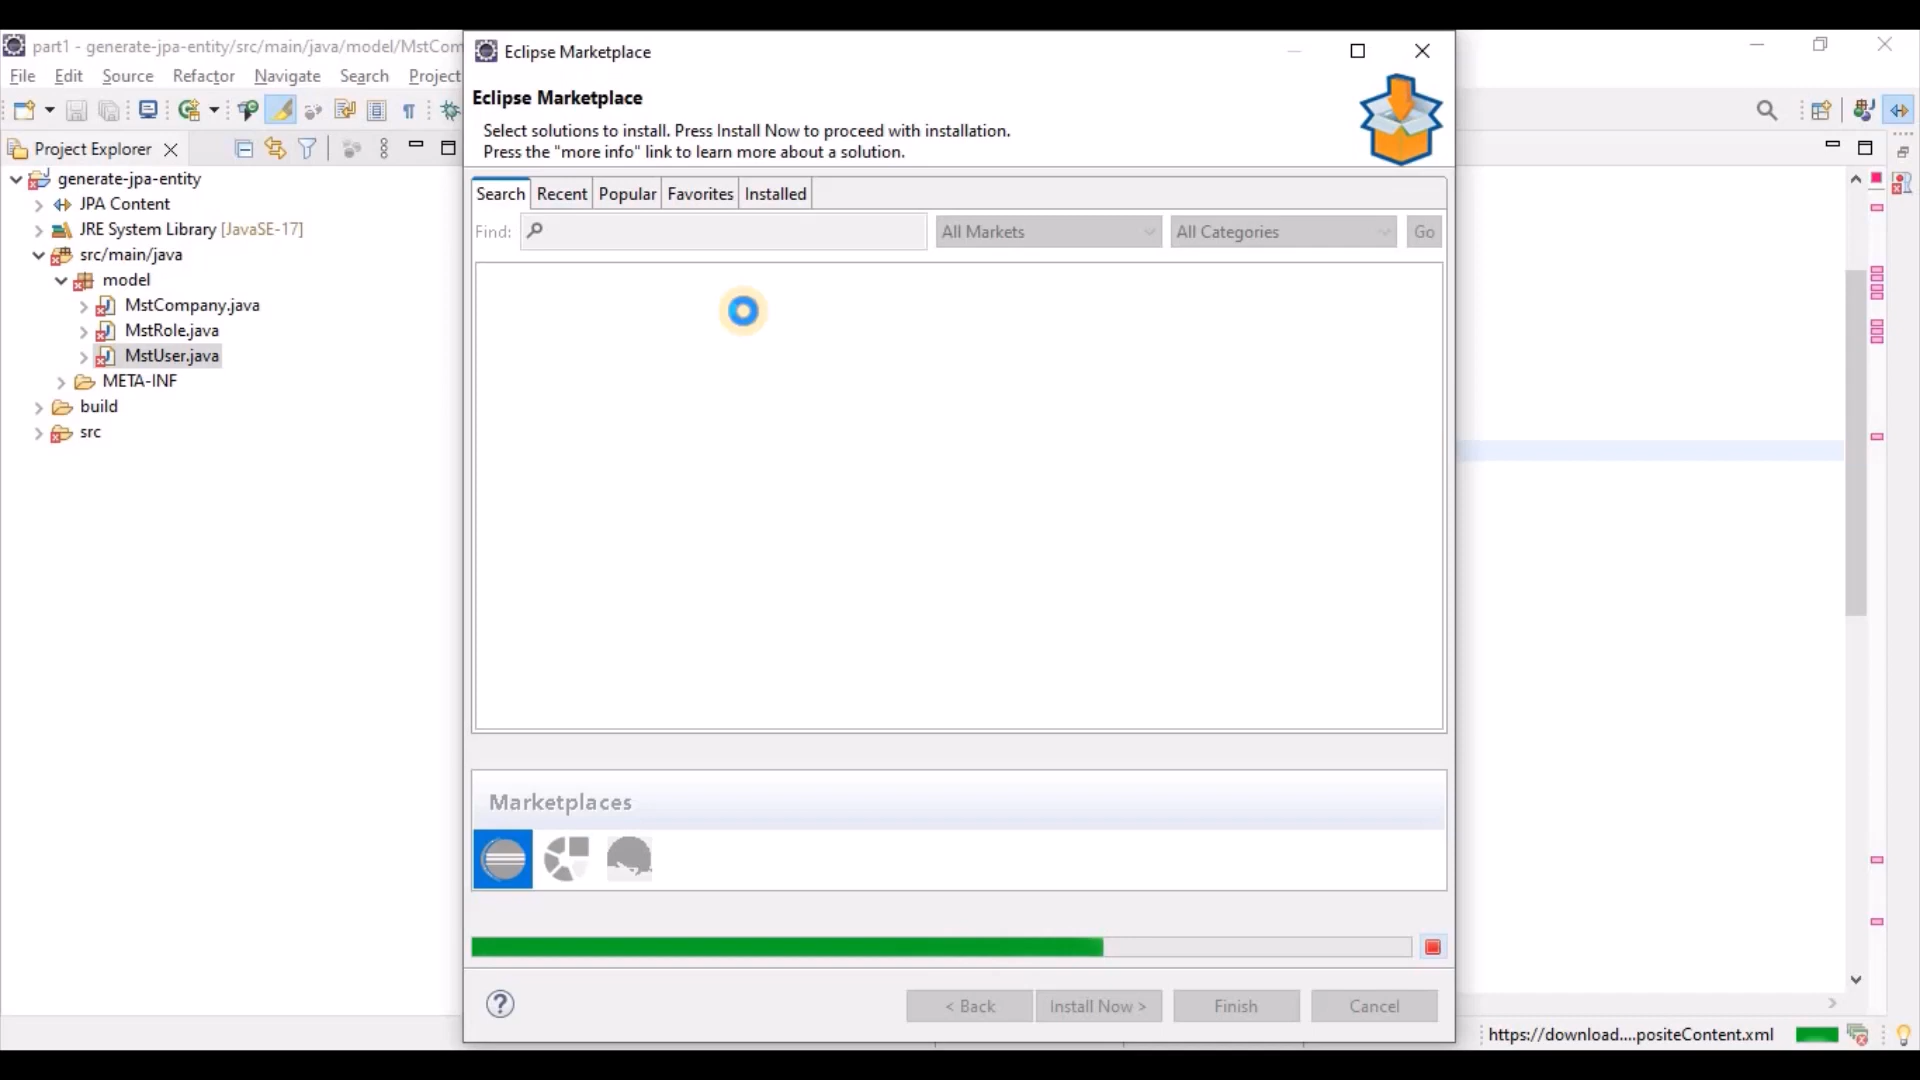 part1 - generate-jpa-entity/src/main/java/model/MstCom
File Edit Source Refactor Navigate Search Project
Project Explorer
generate-jpa-entity
JPA Content
JRE System Library [JavaSE-17]
src/main/java
model
MstCompany.java
MstRole.java
MstUser.java
META-INF
build
src
Eclipse Marketplace
Eclipse Marketplace
Select solutions to install. Press Install Now to proceed with installation.
Press the "more info" link to learn more about a solution.
Search Recent Popular Favorites Installed
Find: All Markets All Categories Go
Marketplaces
< Back Install Now > Finish Cancel
https://download....positeContent.xml